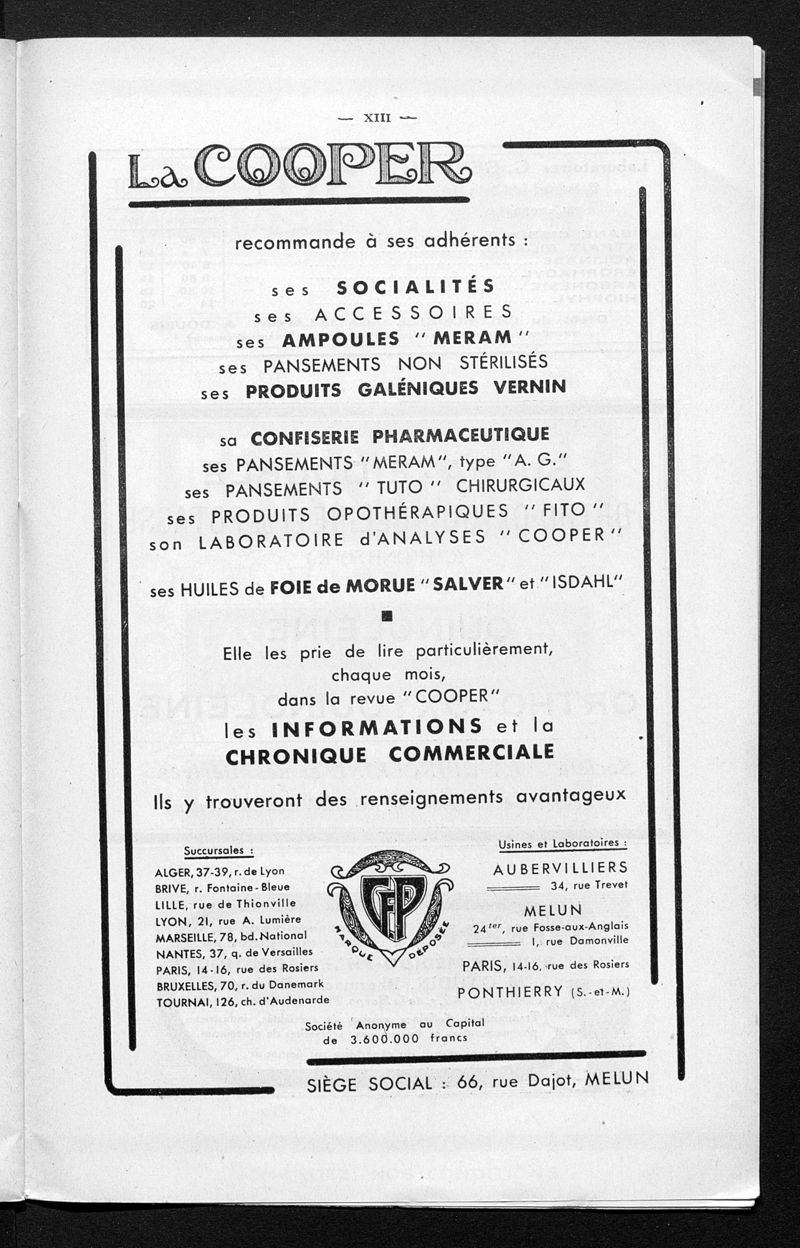 — XIII —
La COOPER
recommande à ses adhérents :
ses SOCIALITÉS
ses ACCESSOIRES
ses AMPOULES "MERAM"
ses PANSEMENTS NON STÉRILISÉS
ses PRODUITS GALÉNIQUES VERNIN
sa CONFISERIE PHARMACEUTIQUE
ses PANSEMENTS "MERAM", type "A. G."
ses PANSEMENTS "TUTO" CHIRURGICAUX
ses PRODUITS OPOTHÉRAPIQUES "FITO"
son LABORATOIRE d'ANALYSES "COOPER"
ses HUILES de FOIE de MORUE "SALVER" et "ISDAHL"
Elle les prie de lire particulièrement,
chaque mois,
dans la revue "COOPER"
les INFORMATIONS et la
CHRONIQUE COMMERCIALE
Ils y trouveront des renseignements avantageux
Succursales :
ALGER, 37-39, r. de Lyon
BRIVE, r. Fontaine-Bleue
LILLE, rue de Thionville
LYON, 21, rue A. Lumière
MARSEILLE, 78, bd. National
NANTES, 37, q. de Versailles
PARIS, 14-16, rue des Rosiers
BRUXELLES, 70, r. du Danemark
TOURNAI, 126, ch. d'Audenarde
CFP
MARQUE DÉPOSÉE
Usines et Laboratoires :
AUBERVILLIERS
34, rue Trevet
MELUN
24ter, rue Fosse-aux-Anglais
1, rue Damonville
PARIS, 14-16, rue des Rosiers
PONTHIERRY (S.-et-M.)
Société Anonyme au Capital
de 3.600.000 francs
SIÈGE SOCIAL : 66, rue Dajot, MELUN